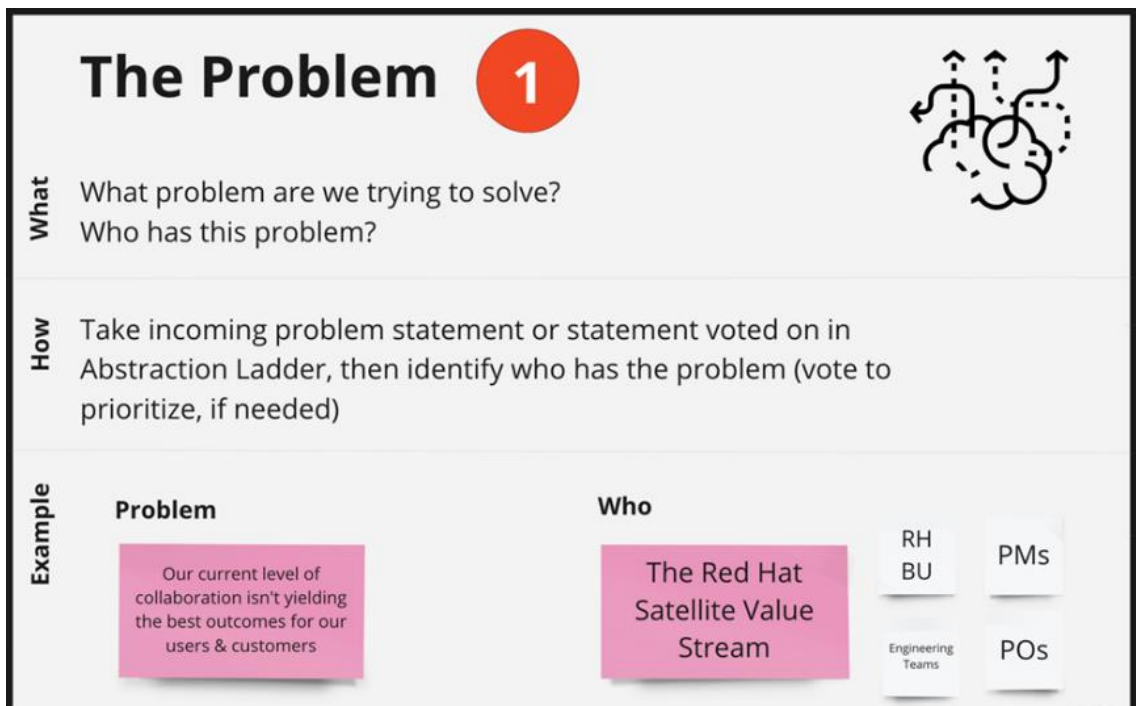 The Problem
1
What
What problem are we trying to solve?
Who has this problem?
How
Take incoming problem statement or statement voted on in
Abstraction Ladder, then identify who has the problem (vote to
prioritize, if needed)
Example
Problem
Our current level of
collaboration isn't yielding
the best outcomes for our
users & customers
Who
The Red Hat
Satellite Value
Stream
RH
BU
PMs
Engineering
Teams
POs